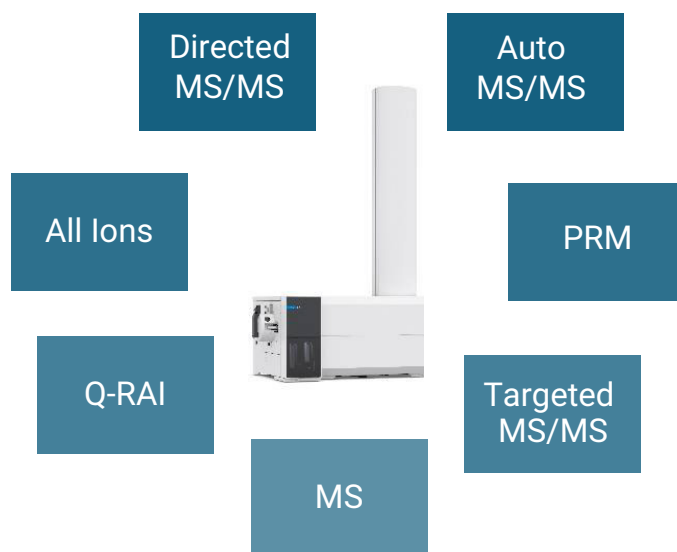 Directed
MS/MS
Auto
MS/MS
All Ions
PRM
Q-RAI
Targeted
MS/MS
MS